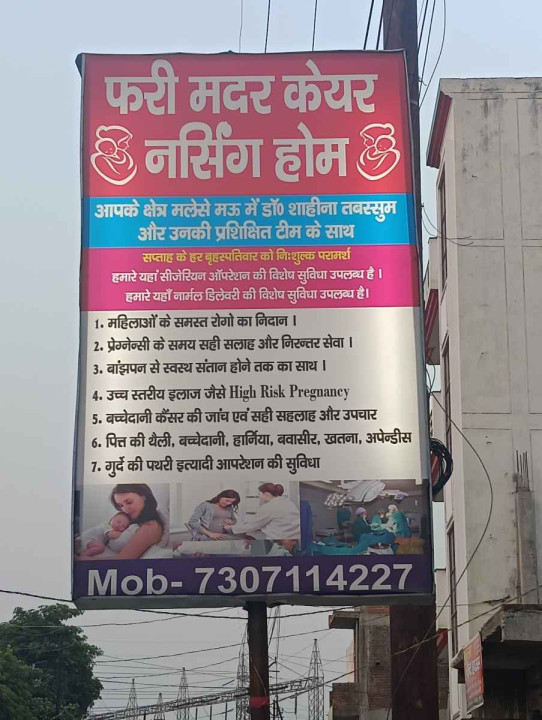 फरी मदर केयर
नर्सिंग होम
आपके क्षेत्र मलेसे मऊ में डॉ० शाहीना तबस्सुम
और उनकी प्रशिक्षित टीम के साथ
सप्ताह के हर बृहस्पतिवार को निःशुल्क परामर्श
हमारे यहां सीजेरियन ऑपरेशन की विशेष सुविधा उपलब्ध है ।
हमारे यहाँ नार्मल डिलेवरी की विशेष सुविधा उपलब्ध है।
1. महिलाओं के समस्त रोगो का निदान ।
2. प्रेग्नेन्सी के समय सही सलाह और निरन्तर सेवा ।
3. बांझपन से स्वस्थ संतान होने तक का साथ ।
4. उच्च स्तरीय इलाज जैसे High Risk Pregnancy
5. बच्चेदानी कैंसर की जांच एवं सही सहलाह और उपचार
6. पित्त की थैली, बच्चेदानी, हार्निया, बवासीर, खतना, अपेन्डीस
7. गुर्दे की पथरी इत्यादी आपरेशन की सुविधा
Mob- 7307114227